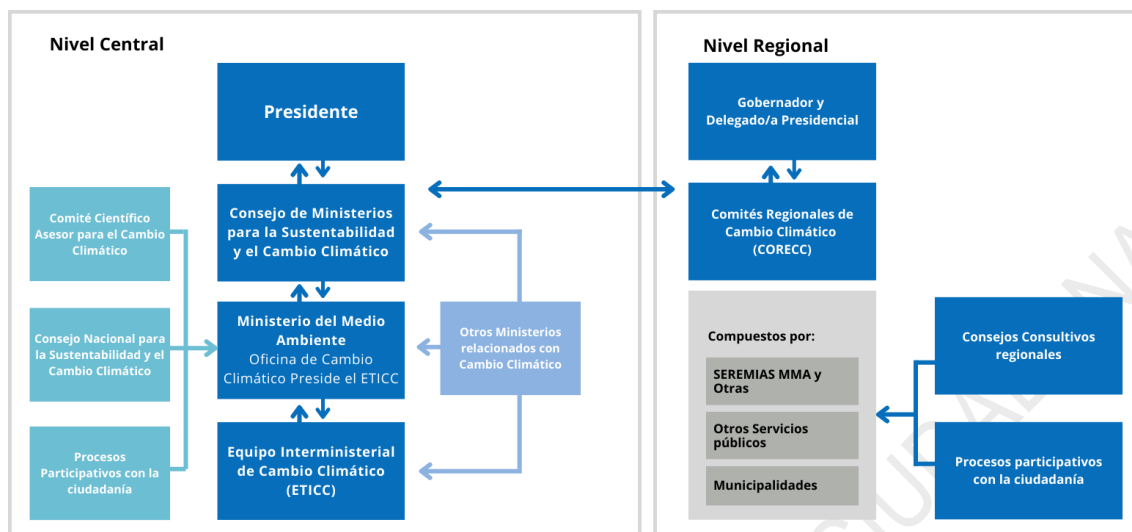 Nivel Central
Presidente
Comité Científico
Asesor para el Cambio
Climático
Consejo Nacional para
la Sustentabilidad y el
Cambio Climático
Procesos
Participativos con la
ciudadanía
Consejo de Ministerios
para la Sustentabilidad
y el Cambio Climático
Ministerio del Medio
Ambiente
Oficina de Cambio
Climático Preside el ETICC
Equipo Interministerial
de Cambio Climático
(ETICC)
Otros Ministerios
relacionados con
Cambio Climático
Nivel Regional
Gobernador y
Delegado/a Presidencial
Comités Regionales de
Cambio Climático
(CORECC)
Compuestos por:
SEREMIAS MMA y
Otras
Otros Servicios
públicos
Municipalidades
Consejos Consultivos
regionales
Procesos participativos
con la ciudadanía